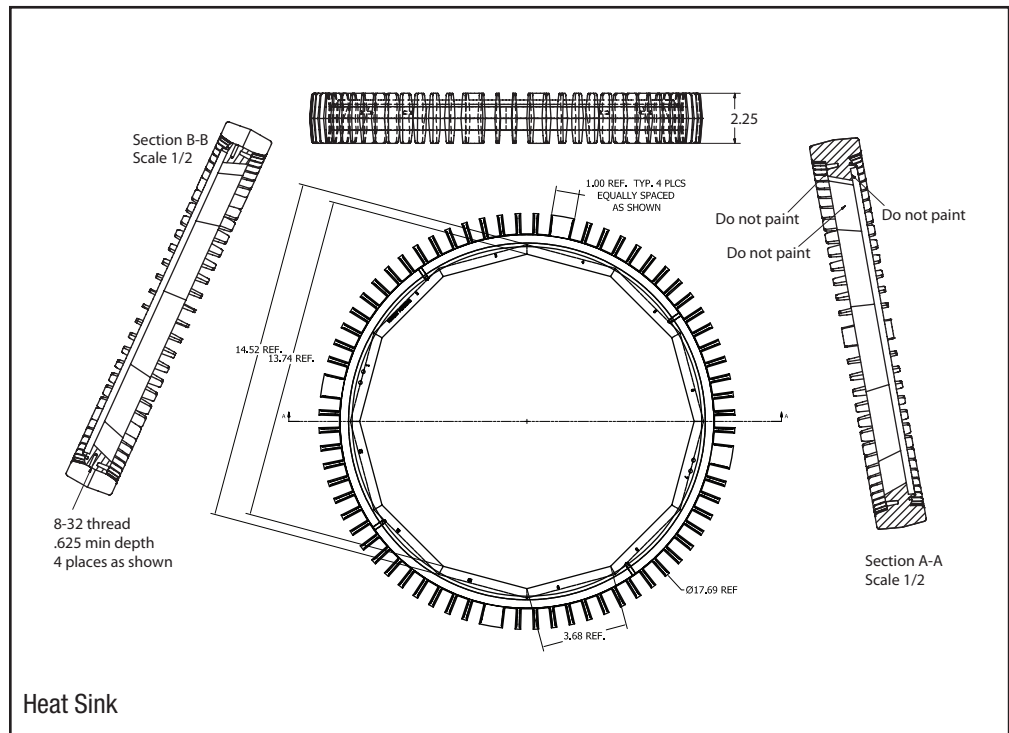 2.25
Section B-B
Scale 1/2
1.00 REF. TYP. 4 PLCS
EQUALLY SPACED
AS SHOWN
Do not paint
Do not paint
Do not paint
14.52 REF.
13.74 REF.
A
A
8-32 thread
.625 min depth
4 places as shown
Section A-A
Scale 1/2
Ø17.69 REF
3.68 REF.
Heat Sink